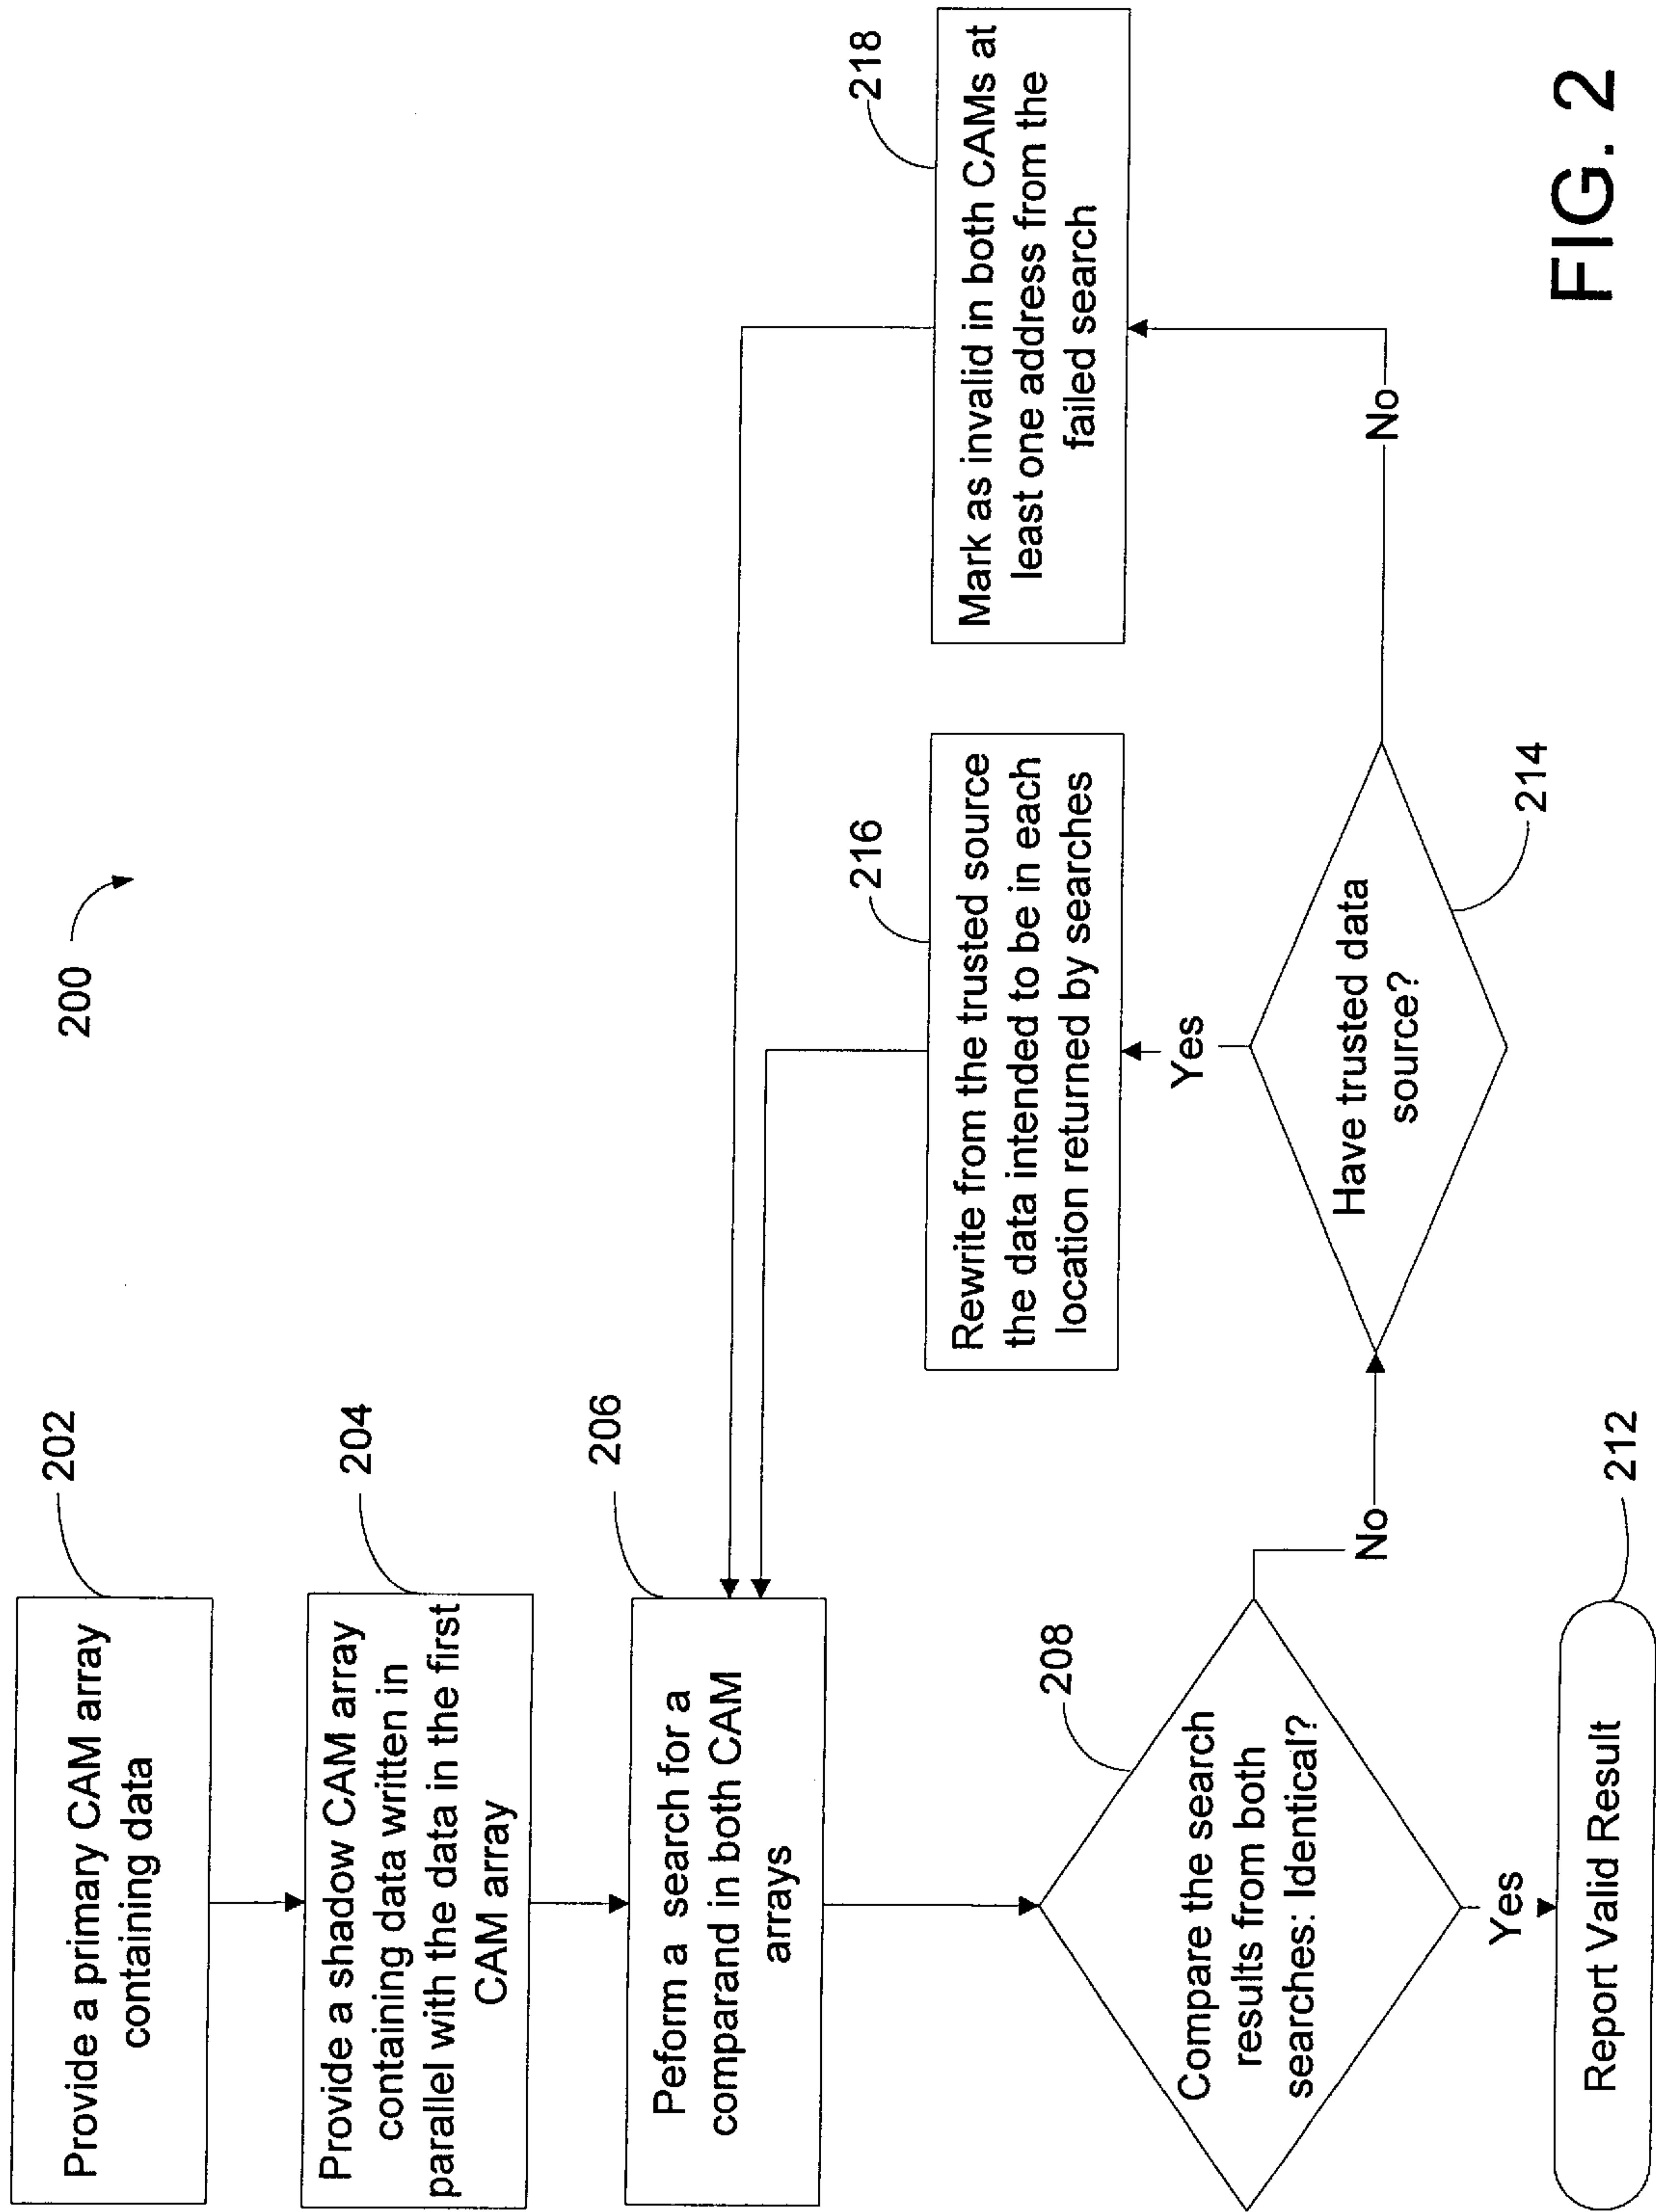 200
202
Provide a primary CAM array
containing data
204
Provide a shadow CAM array
containing data written in
parallel with the data in the first
CAM array
206
Peform a search for a
comparand in both CAM
arrays
208
Compare the search
results from both
searches: Identical?
No
Yes
212
Report Valid Result
214
Have trusted data
source?
Yes
No
216
Rewrite from the trusted source
the data intended to be in each
location returned by searches
218
Mark as invalid in both CAMs at
least one address from the
failed search
FIG. 2